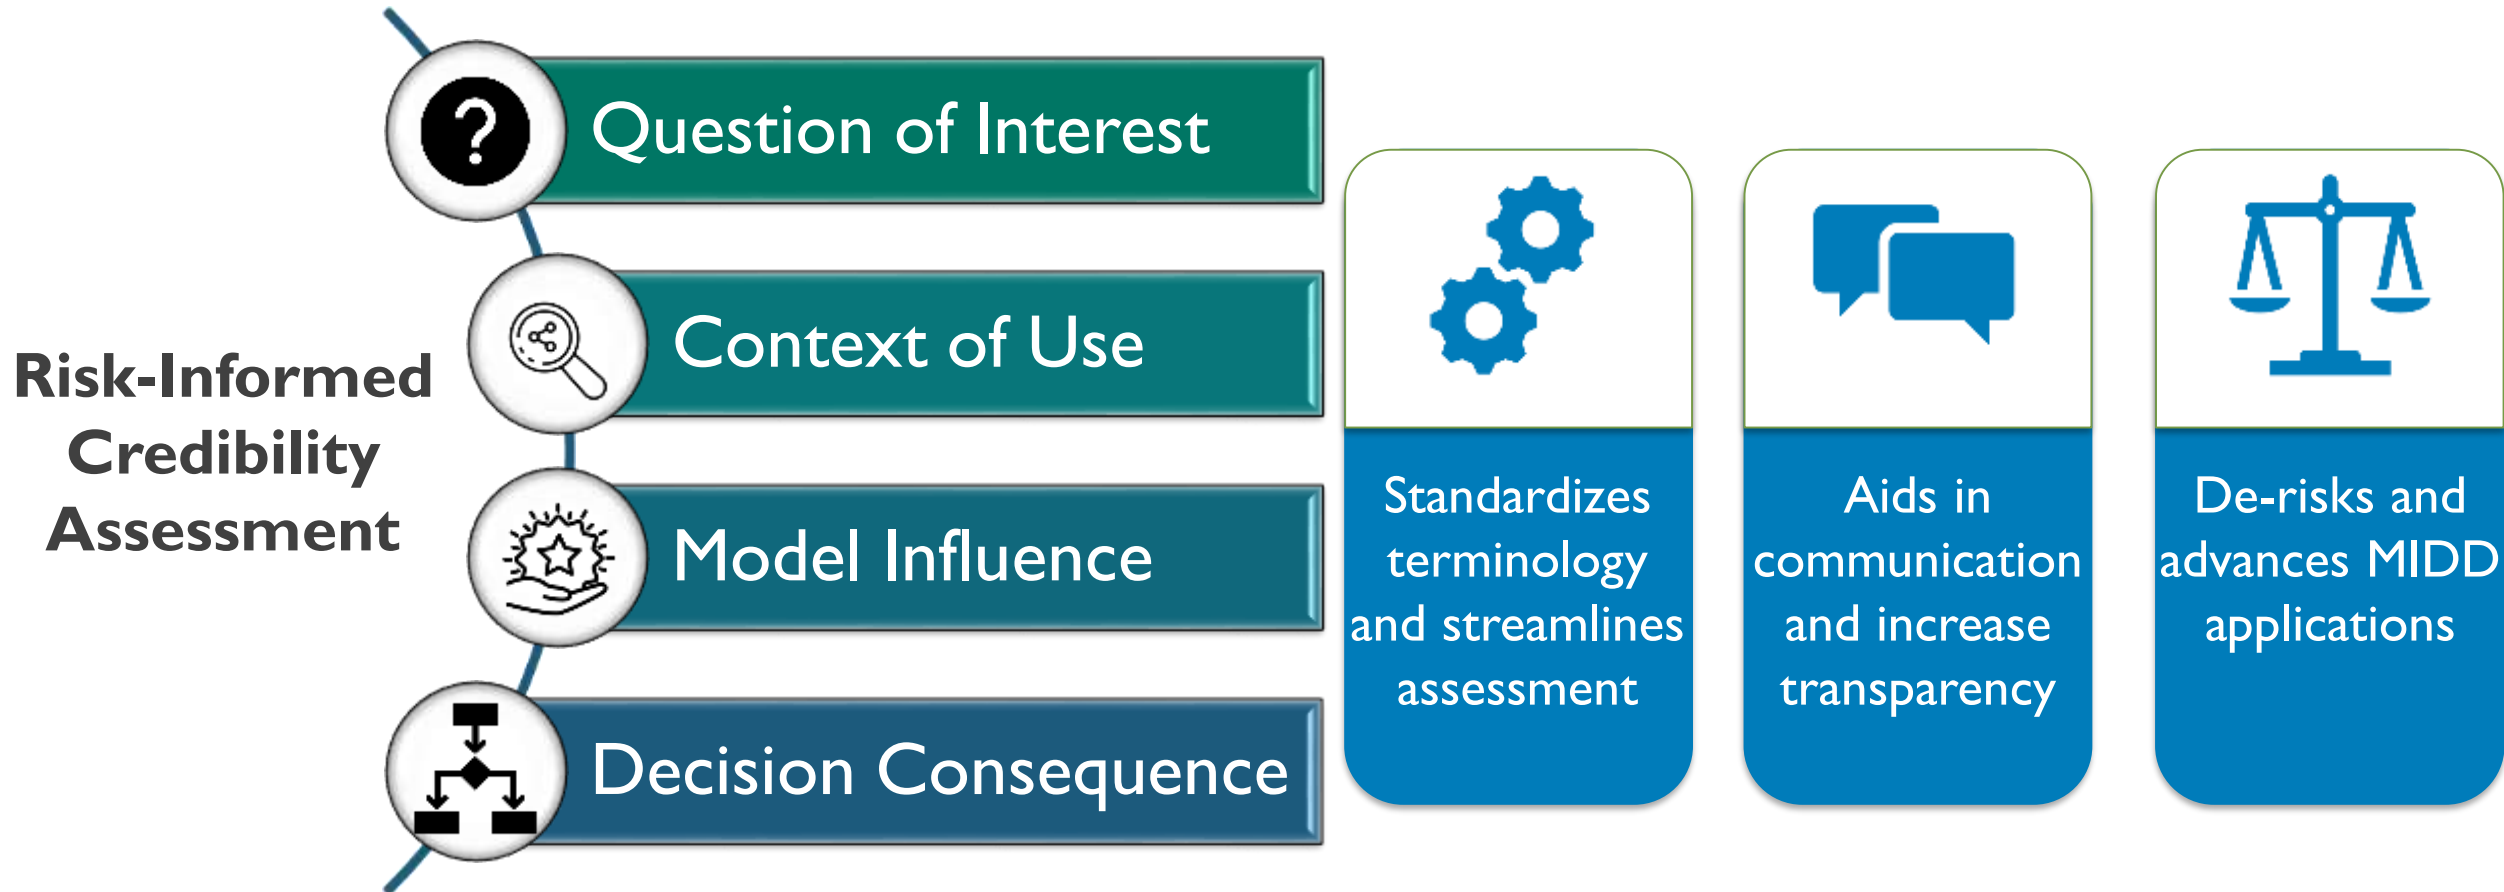 Risk-Informed
Credibility
Assessment
?
Question of Interest
Context of Use
Model Influence
Decision Consequence
Standardizes
terminology
and streamlines
assessment
Aids in
communication
and increase
transparency
De-risks and
advances MIDD
applications